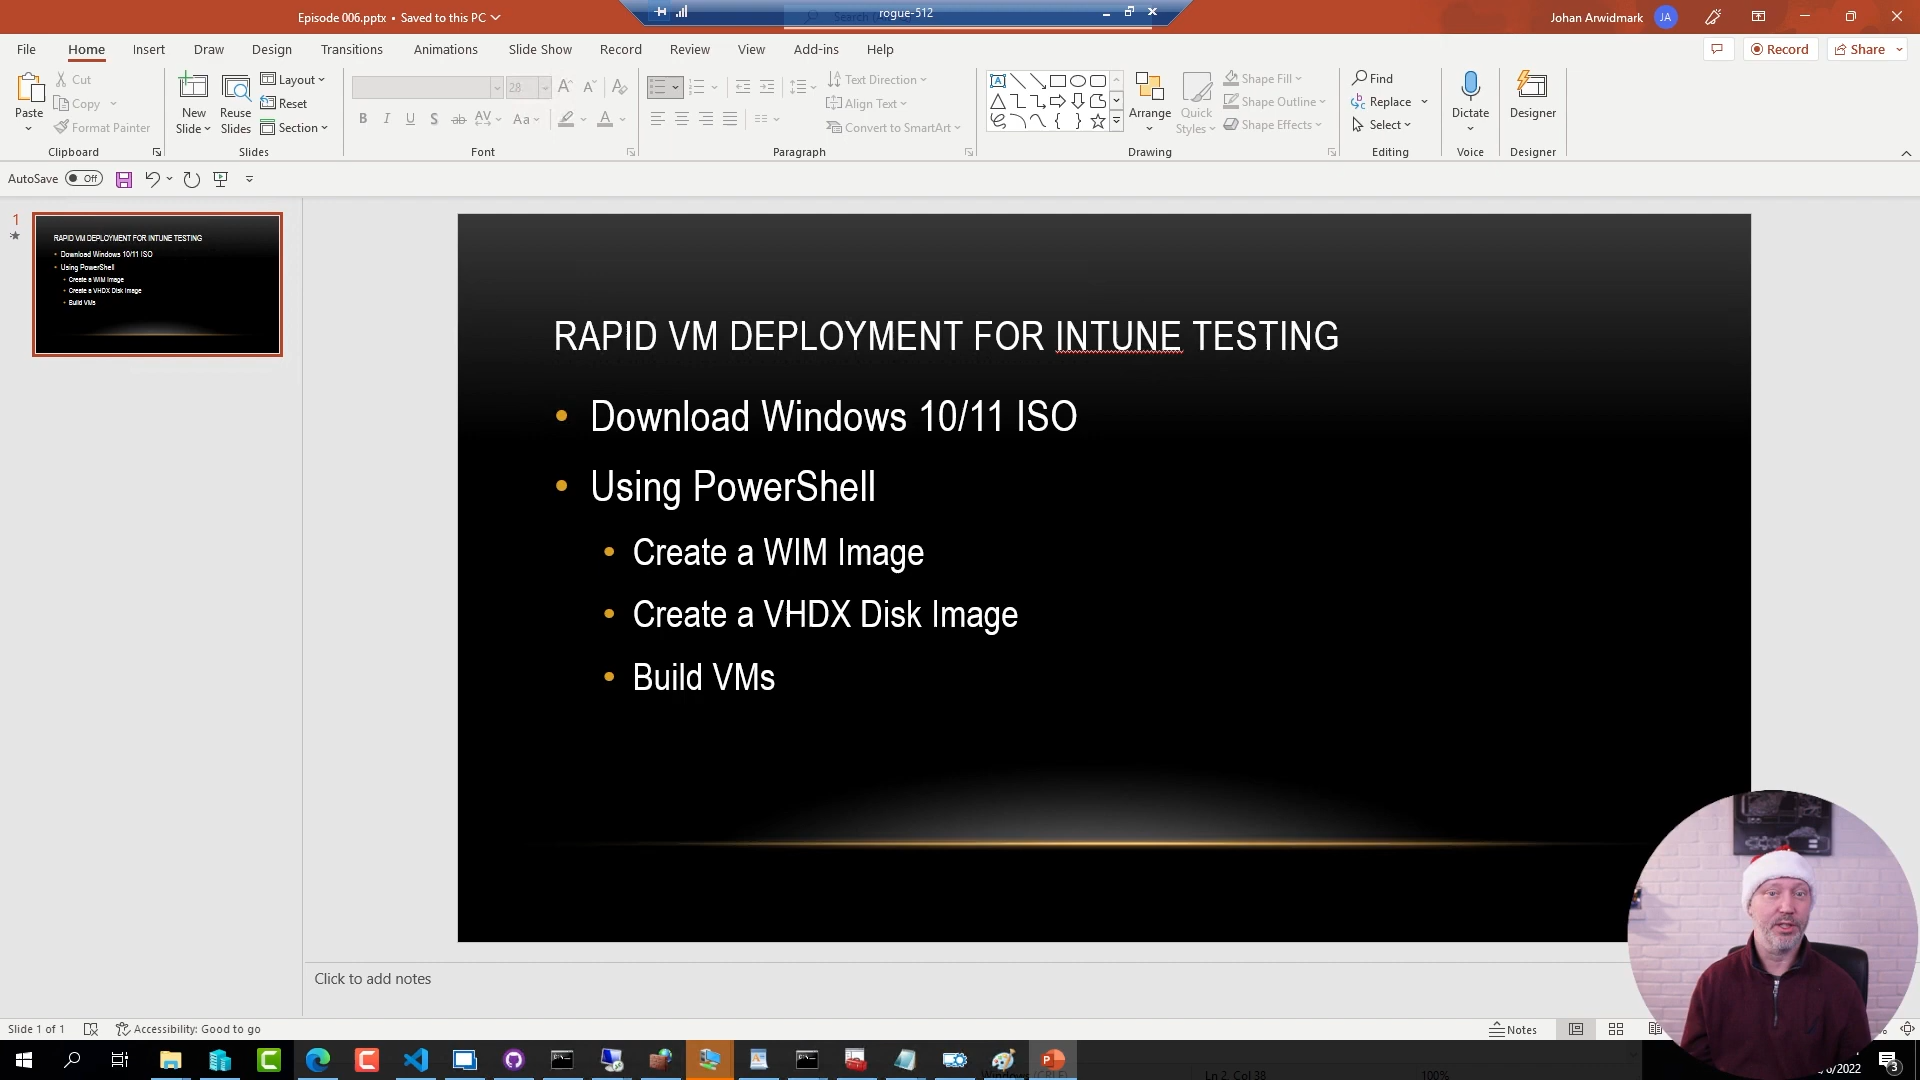 Episode 006.pptx • Saved to this PC
rogue-512
Johan Arwidmark
JA
File
Home
Insert
Draw
Design
Transitions
Animations
Slide Show
Record
Review
View
Add-ins
Help
Record
Share
Paste
Cut
Copy
Format Painter
Clipboard
New Slide
Reuse Slides
Layout
Reset
Section
Slides
28
Font
Text Direction
Align Text
Convert to SmartArt
Paragraph
Arrange
Quick Styles
Shape Fill
Shape Outline
Shape Effects
Drawing
Find
Replace
Select
Editing
Dictate
Voice
Designer
Designer
AutoSave
Off
1
RAPID VM DEPLOYMENT FOR INTUNE TESTING
• Download Windows 10/11 ISO
• Using PowerShell
• Create a WIM Image
• Create a VHDX Disk Image
• Build VMs
RAPID VM DEPLOYMENT FOR INTUNE TESTING
• Download Windows 10/11 ISO
• Using PowerShell
• Create a WIM Image
• Create a VHDX Disk Image
• Build VMs
Click to add notes
Slide 1 of 1
Accessibility: Good to go
Notes
Ln 2, Col 38
100%
/2022
3